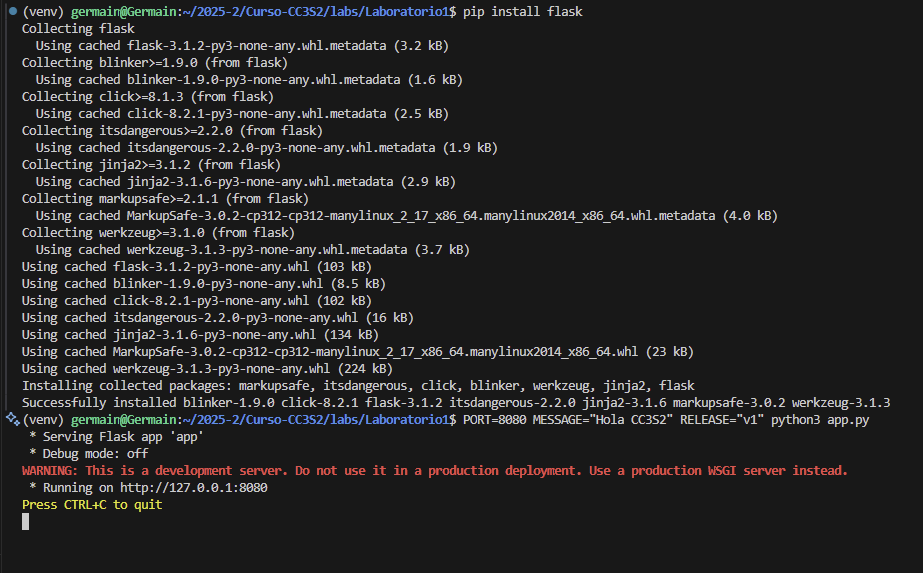 (venv) germain@Germain:~/2025-2/Curso-CC3S2/labs/Laboratorio1$ pip install flask
Collecting flask
  Using cached flask-3.1.2-py3-none-any.whl.metadata (3.2 kB)
Collecting blinker>=1.9.0 (from flask)
  Using cached blinker-1.9.0-py3-none-any.whl.metadata (1.6 kB)
Collecting click>=8.1.3 (from flask)
  Using cached click-8.2.1-py3-none-any.whl.metadata (2.5 kB)
Collecting itsdangerous>=2.2.0 (from flask)
  Using cached itsdangerous-2.2.0-py3-none-any.whl.metadata (1.9 kB)
Collecting jinja2>=3.1.2 (from flask)
  Using cached jinja2-3.1.6-py3-none-any.whl.metadata (2.9 kB)
Collecting markupsafe>=2.1.1 (from flask)
  Using cached MarkupSafe-3.0.2-cp312-cp312-manylinux_2_17_x86_64.manylinux2014_x86_64.whl.metadata (4.0 kB)
Collecting werkzeug>=3.1.0 (from flask)
  Using cached werkzeug-3.1.3-py3-none-any.whl.metadata (3.7 kB)
Using cached flask-3.1.2-py3-none-any.whl (103 kB)
Using cached blinker-1.9.0-py3-none-any.whl (8.5 kB)
Using cached click-8.2.1-py3-none-any.whl (102 kB)
Using cached itsdangerous-2.2.0-py3-none-any.whl (16 kB)
Using cached jinja2-3.1.6-py3-none-any.whl (134 kB)
Using cached MarkupSafe-3.0.2-cp312-cp312-manylinux_2_17_x86_64.manylinux2014_x86_64.whl (23 kB)
Using cached werkzeug-3.1.3-py3-none-any.whl (224 kB)
Installing collected packages: markupsafe, itsdangerous, click, blinker, werkzeug, jinja2, flask
Successfully installed blinker-1.9.0 click-8.2.1 flask-3.1.2 itsdangerous-2.2.0 jinja2-3.1.6 markupsafe-3.0.2 werkzeug-3.1.3
(venv) germain@Germain:~/2025-2/Curso-CC3S2/labs/Laboratorio1$ PORT=8080 MESSAGE="Hola CC3S2" RELEASE="v1" python3 app.py
 * Serving Flask app 'app'
 * Debug mode: off
WARNING: This is a development server. Do not use it in a production deployment. Use a production WSGI server instead.
 * Running on http://127.0.0.1:8080
Press CTRL+C to quit